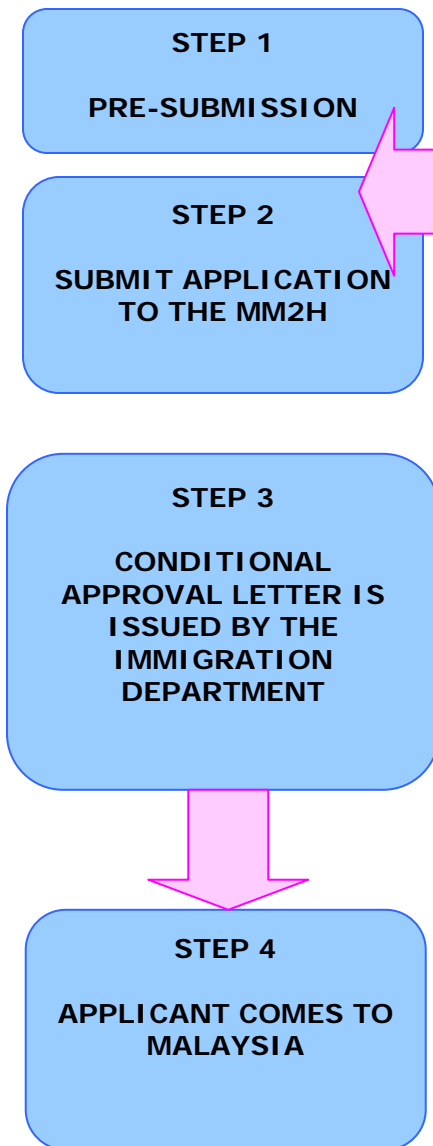 STEP 1
PRE-SUBMISSION
STEP 2
SUBMIT APPLICATION
TO THE MM2H
STEP 3
CONDITIONAL
APPROVAL LETTER IS
ISSUED BY THE
IMMIGRATION
DEPARTMENT
STEP 4
APPLICANT COMES TO
MALAYSIA